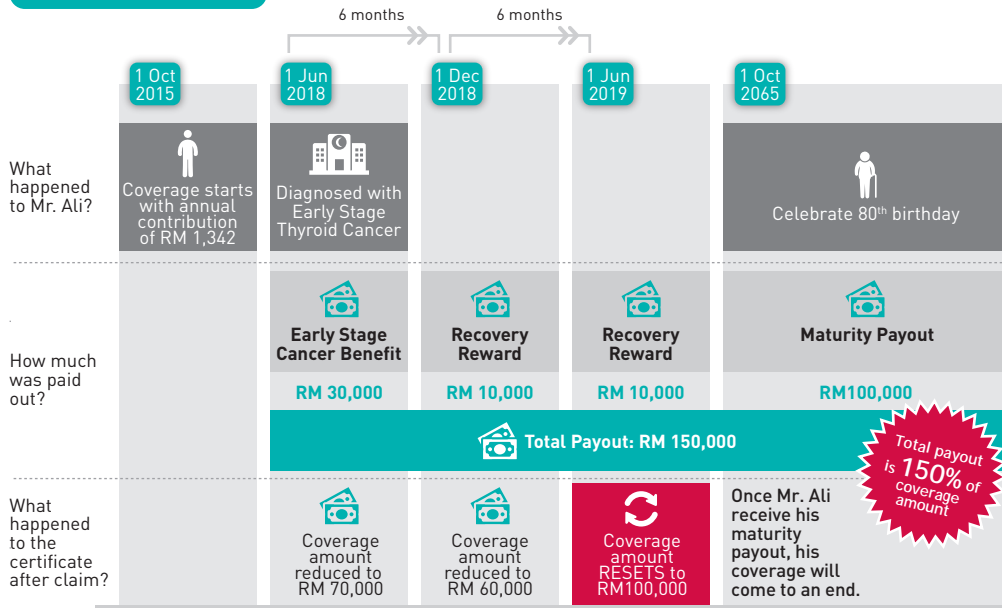 6 months
6 months
1 Oct
2015
1 Jun
2018
1 Dec
2018
1 Jun
2019
1 Oct
2065
What
happened
to Mr. Ali?
Coverage starts
with annual
contribution
of RM 1,342
Diagnosed with
Early Stage
Thyroid Cancer
Celebrate 80th birthday
How much
was paid
out?
Early Stage
Cancer Benefit
Recovery
Reward
Recovery
Reward
Maturity Payout
RM 30,000
RM 10,000
RM 10,000
RM100,000
Total Payout: RM 150,000
Total payout
is 150% of
coverage
amount
What
happened
to the
certificate
after claim?
Coverage
amount
reduced to
RM 70,000
Coverage
amount
reduced to
RM 60,000
Coverage
amount
RESETS to
RM100,000
Once Mr. Ali
receive his
maturity
payout, his
coverage will
come to an end.